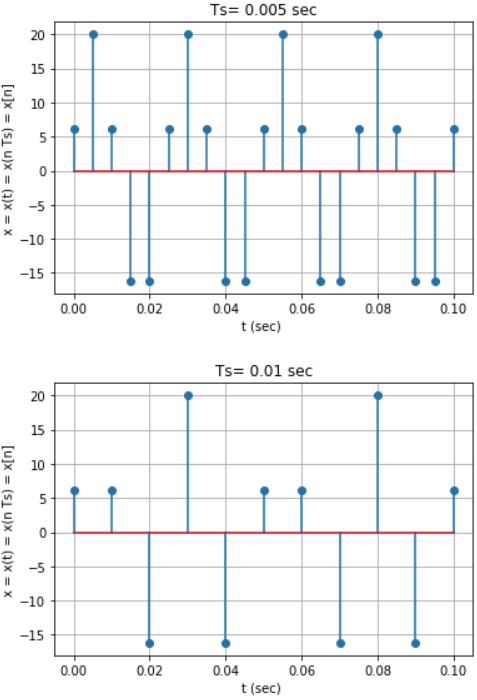 Ts= 0.005 sec
x = x(t) = x(n Ts) = x[n]
20
15
10
5
0
−5
−10
−15
0.00 0.02 0.04 0.06 0.08 0.10
t (sec)
Ts= 0.01 sec
x = x(t) = x(n Ts) = x[n]
20
15
10
5
0
−5
−10
−15
0.00 0.02 0.04 0.06 0.08 0.10
t (sec)